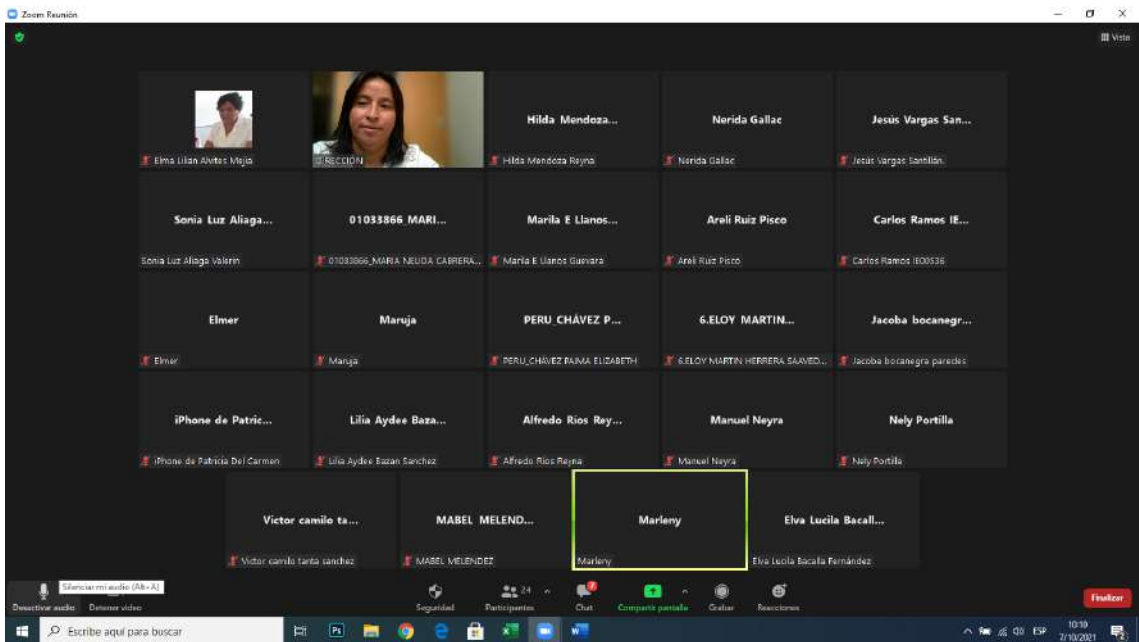 Zoom Reunión
Vista
Elma Lilian Alvites Mejia
DIRECCIÓN
Hilda Mendoza...
Hilda Mendoza Reyna
Nerida Gallac
Nerida Gallac
Jesús Vargas San...
Jesús Vargas Santillán.
Sonia Luz Aliaga...
Sonia Luz Aliaga Valerin
01033866_MARI...
01033866_MARIA NEUDA CABRERA...
Marila E Llanos...
Marila E Llanos Guevara
Areli Ruiz Pisco
Areli Ruiz Pisco
Carlos Ramos IE...
Carlos Ramos IE00536
Elmer
Elmer
Maruja
Maruja
PERU_CHÁVEZ P...
PERU_CHÁVEZ PAIMA ELIZABETH
6.ELOY MARTIN...
6.ELOY MARTIN HERRERA SAAVED...
Jacoba bocanegr...
Jacoba bocanegra paredes
iPhone de Patric...
iPhone de Patricia Del Carmen
Lilia Aydee Baza...
Lilia Aydee Bazan Sanchez
Alfredo Rios Rey...
Alfredo Rios Reyna
Manuel Neyra
Manuel Neyra
Nely Portilla
Nely Portilla
Victor camilo ta...
Victor camilo tanta sanchez
MABEL MELEND...
MABEL MELENDEZ
Marleny
Marleny
Elva Lucila Bacall...
Elva Lucila Bacalla Fernández
Silenciar mi audio (Alt+A)
Desactivar audio
Detener video
Seguridad
24
Participantes
7
Chat
Compartir pantalla
Grabar
Reacciones
Finalizar
Escribe aquí para buscar
Ps
ESP
10:10
7/10/2021
2